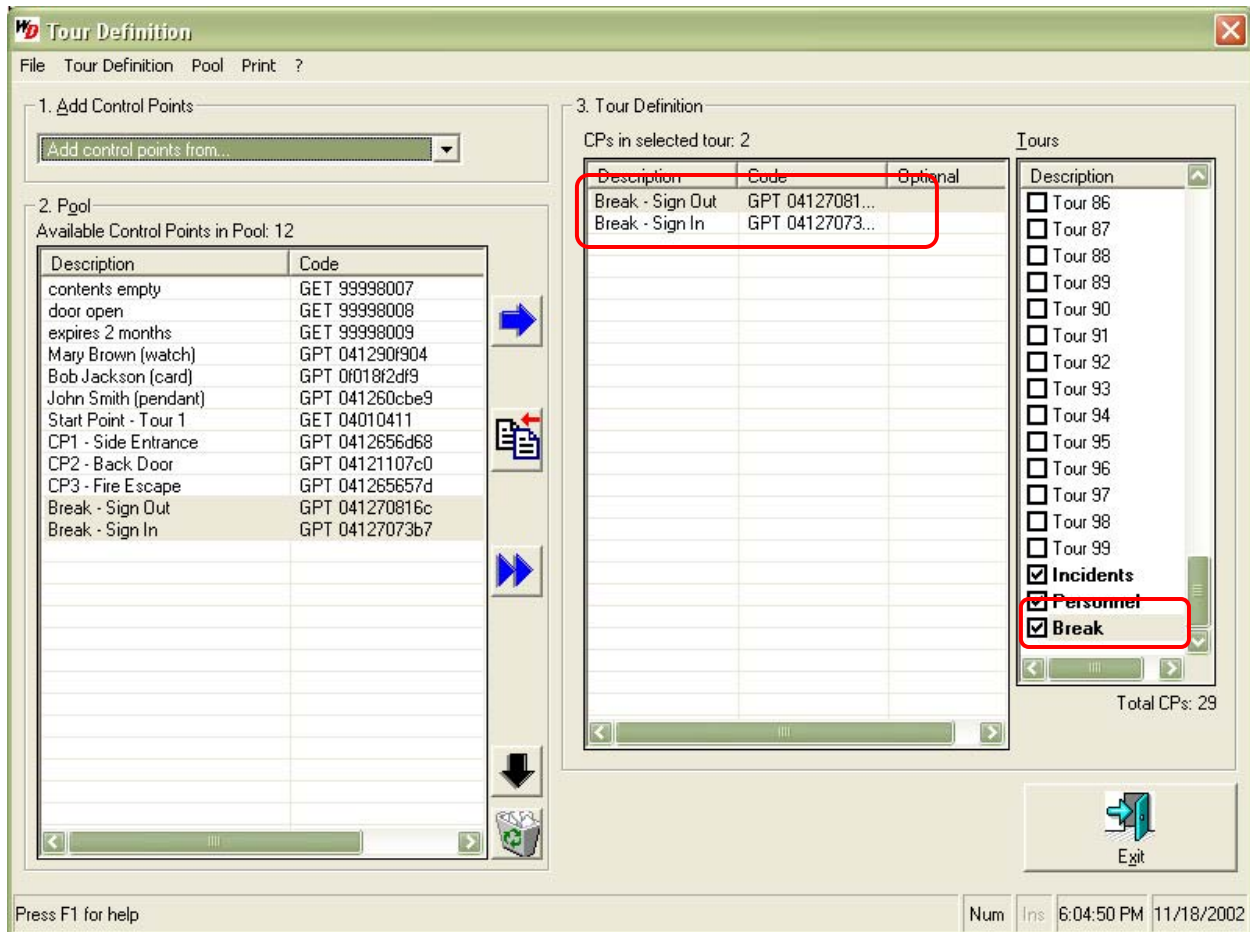 WD Tour Definition
File Tour Definition Pool Print ?
1. Add Control Points
Add control points from...
2. Pool
Available Control Points in Pool: 12
Description Code
contents empty GET 99998007
door open GET 99998008
expires 2 months GET 99998009
Mary Brown (watch) GPT 041290f904
Bob Jackson (card) GPT 0f018f2df9
John Smith (pendant) GPT 041260cbe9
Start Point - Tour 1 GET 04010411
CP1 - Side Entrance GPT 0412656d68
CP2 - Back Door GPT 04121107c0
CP3 - Fire Escape GPT 041265657d
Break - Sign Out GPT 041270816c
Break - Sign In GPT 04127073b7
3. Tour Definition
CPs in selected tour: 2
Description Code Optional
Break - Sign Out GPT 04127081...
Break - Sign In GPT 04127073...
Tours
Description
Tour 86
Tour 87
Tour 88
Tour 89
Tour 90
Tour 91
Tour 92
Tour 93
Tour 94
Tour 95
Tour 96
Tour 97
Tour 98
Tour 99
Incidents
Personnel
Break
Total CPs: 29
Exit
Press F1 for help Num Ins 6:04:50 PM 11/18/2002